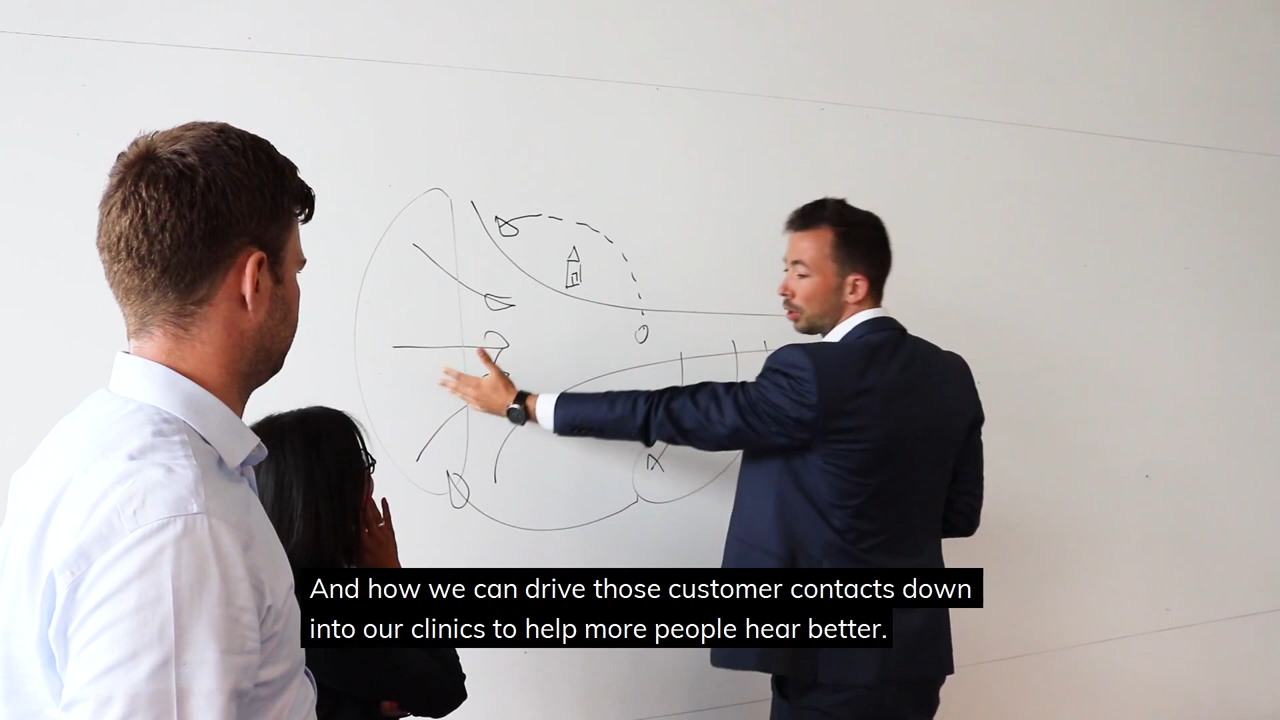 And how we can drive those customer contacts down
into our clinics to help more people hear better.